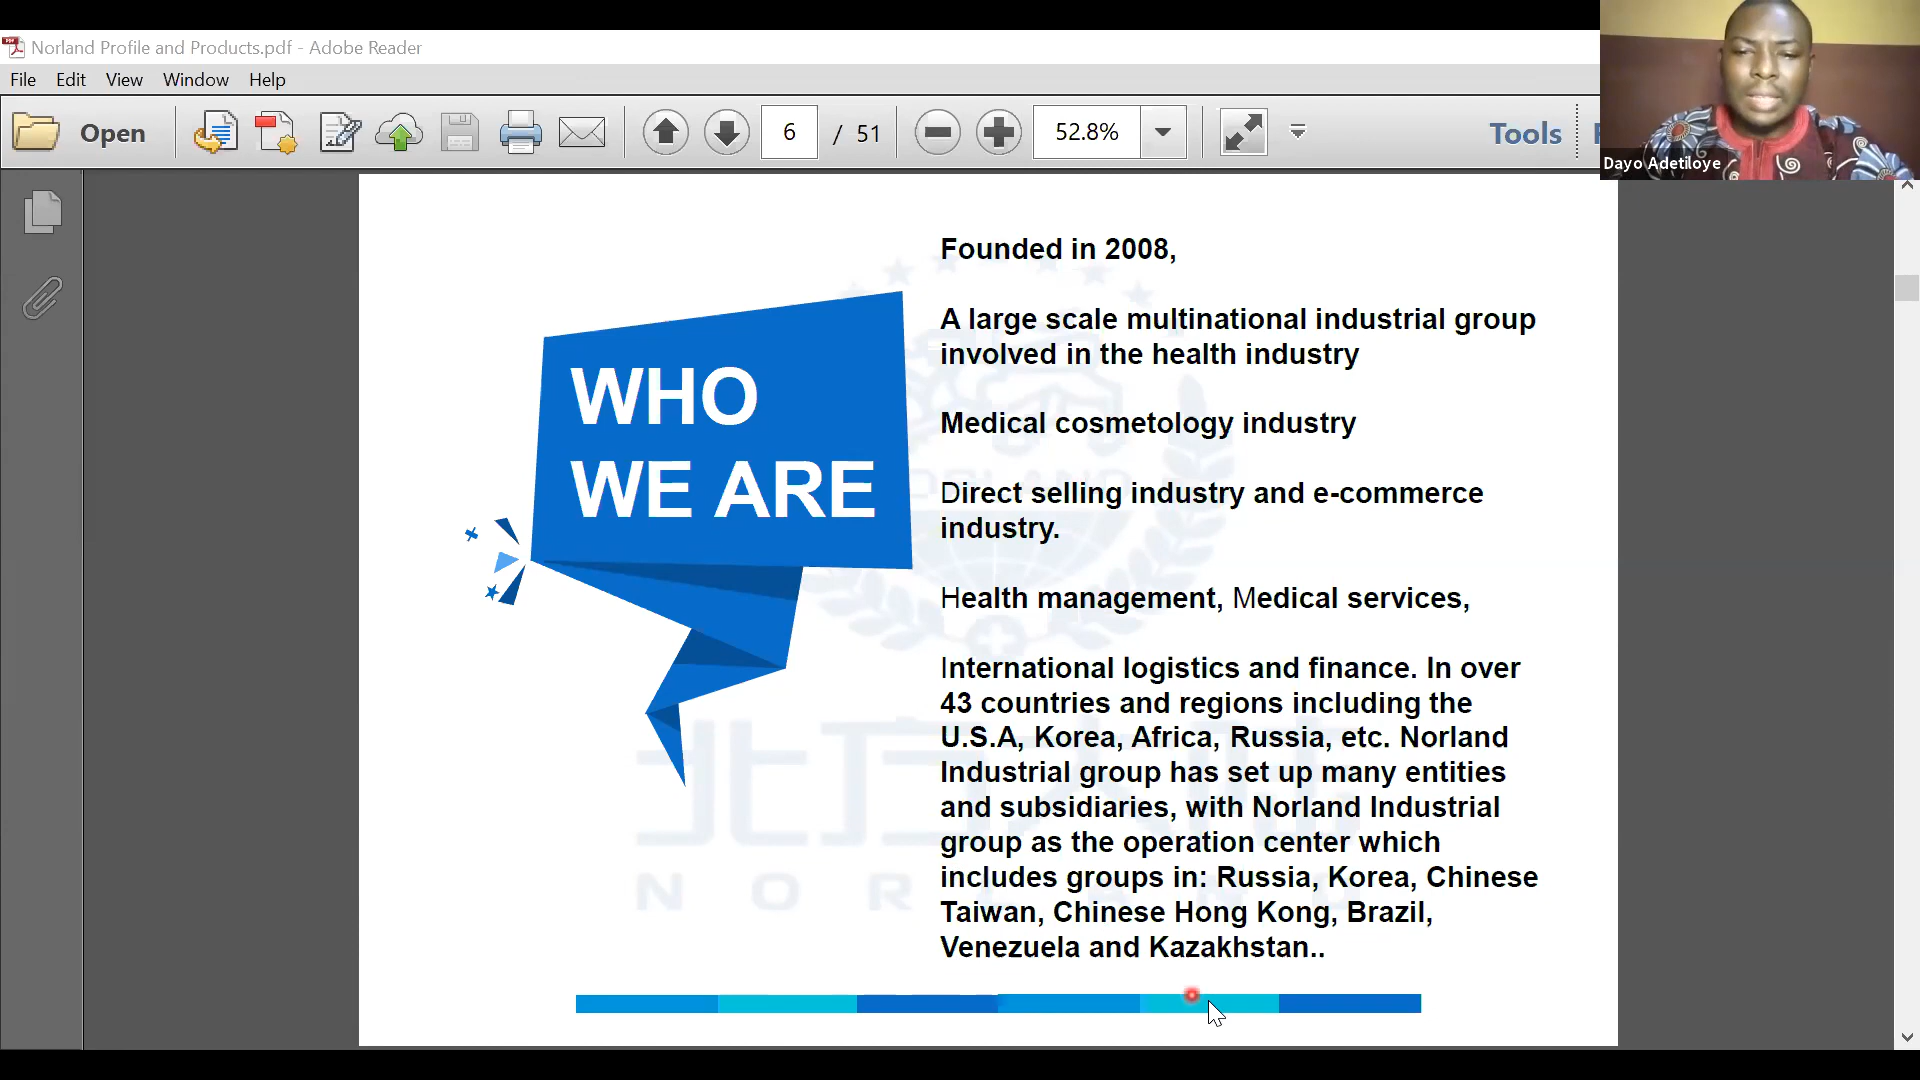 Norland Profile and Products.pdf - Adobe Reader
File Edit View Window Help
Open
6 / 51
52.8%
Tools
Dayo Adetiloye
WHO
WE ARE
Founded in 2008,
A large scale multinational industrial group
involved in the health industry
Medical cosmetology industry
Direct selling industry and e-commerce
industry.
Health management, Medical services,
International logistics and finance. In over
43 countries and regions including the
U.S.A, Korea, Africa, Russia, etc. Norland
Industrial group has set up many entities
and subsidiaries, with Norland Industrial
group as the operation center which
includes groups in: Russia, Korea, Chinese
Taiwan, Chinese Hong Kong, Brazil,
Venezuela and Kazakhstan..
NORLAND